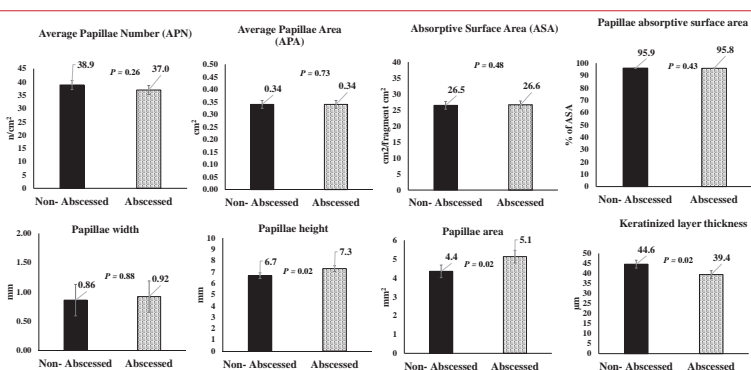 Average Papillae Number (APN)
45
40
35
30
25
20
15
10
5
0
n/cm²
38.9
P = 0.26
37.0
Non- Abscessed Abscessed
Average Papillae Area
(APA)
0.50
0.45
0.40
0.35
0.30
0.25
0.20
0.15
0.10
0.05
0.00
cm²
0.34
P = 0.73
0.34
Non- Abscessed Abscessed
Absorptive Surface Area (ASA)
40
35
30
25
20
15
10
5
0
cm2/fragment cm²
26.5
P = 0.48
26.6
Non- Abscessed Abscessed
Papillae absorptive surface area
100
90
80
70
60
50
40
30
20
10
0
% of ASA
95.9
P = 0.43
95.8
Non- Abscessed Abscessed
Papillae width
2.00
1.50
1.00
0.50
0.00
mm
0.86
P = 0.88
0.92
Non- Abscessed Abscessed
Papillae height
10
9
8
7
6
5
4
3
2
1
0
mm
6.7
P = 0.02
7.3
Non- Abscessed Abscessed
Papillae area
6
5
4
3
2
1
0
mm²
4.4
P = 0.02
5.1
Non- Abscessed Abscessed
Keratinized layer thickness
50
45
40
35
30
25
20
15
10
5
0
µm
44.6
P = 0.02
39.4
Non- Abscessed Abscessed